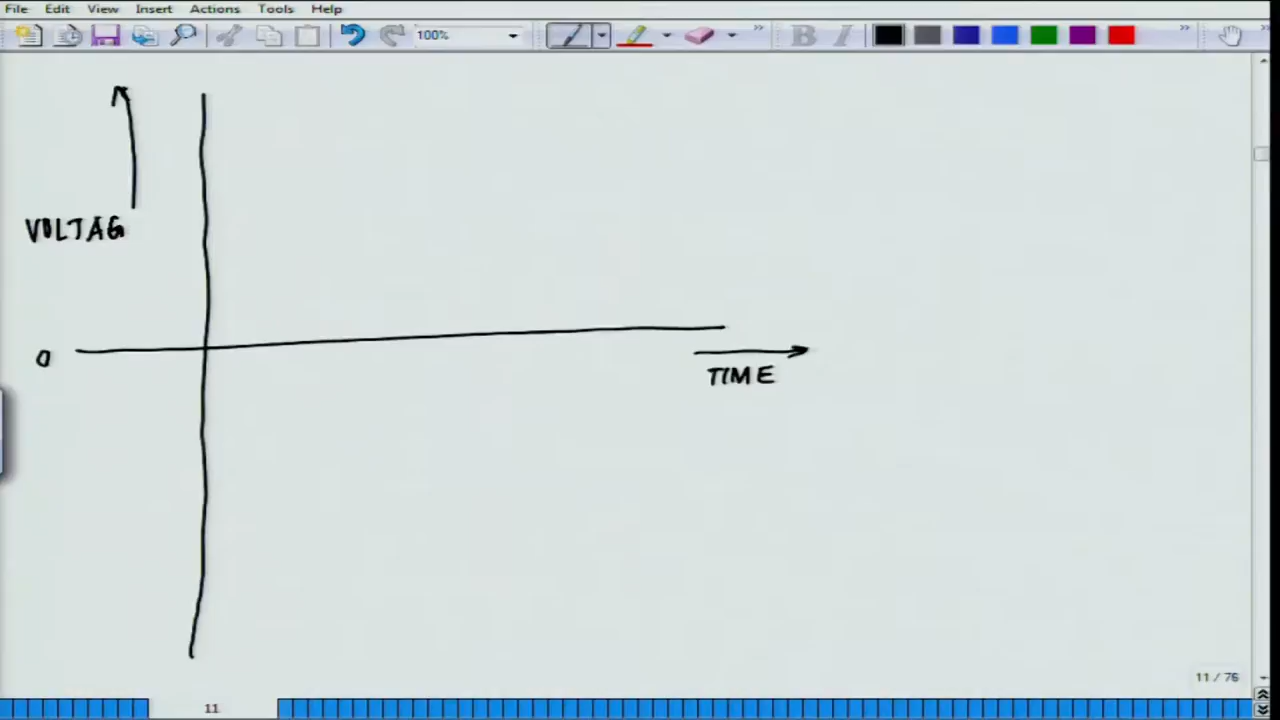 File Edit View Insert Actions Tools Help
100% B I
VOLTAG
0
TIME
11 / 76
11